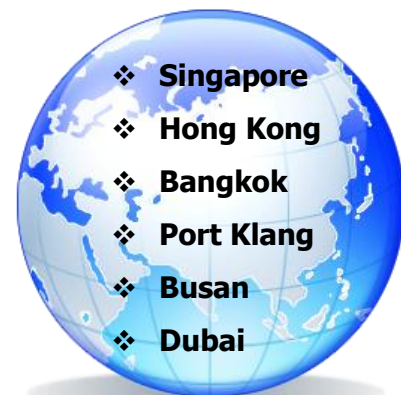 ❖ Singapore
❖ Hong Kong
❖ Bangkok
❖ Port Klang
❖ Busan
❖ Dubai